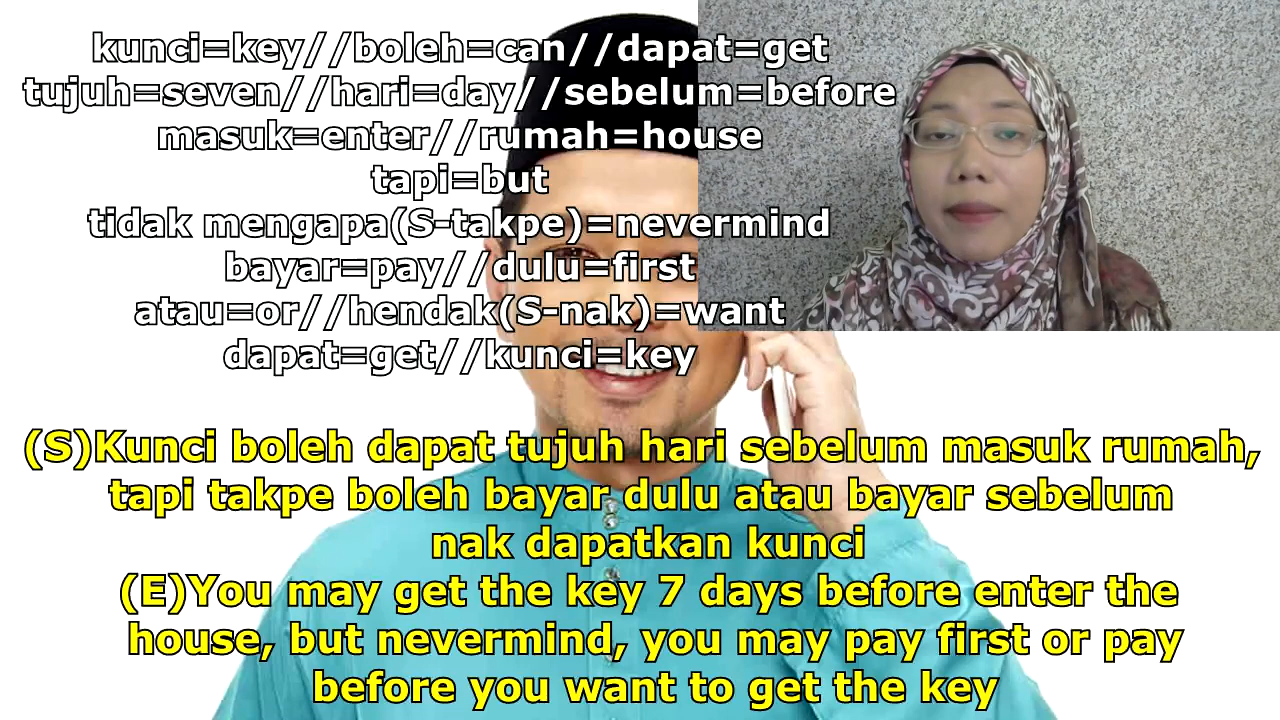 kunci=key//boleh=can//dapat=get
tujuh=seven//hari=day//sebelum=before
masuk=enter//rumah=house
tapi=but
tidak mengapa(S-takpe)=nevermind
bayar=pay//dulu=first
atau=or//hendak(S-nak)=want
dapat=get//kunci=key
(S)Kunci boleh dapat tujuh hari sebelum masuk rumah,
tapi takpe boleh bayar dulu atau bayar sebelum
nak dapatkan kunci
(E)You may get the key 7 days before enter the
house, but nevermind, you may pay first or pay
before you want to get the key